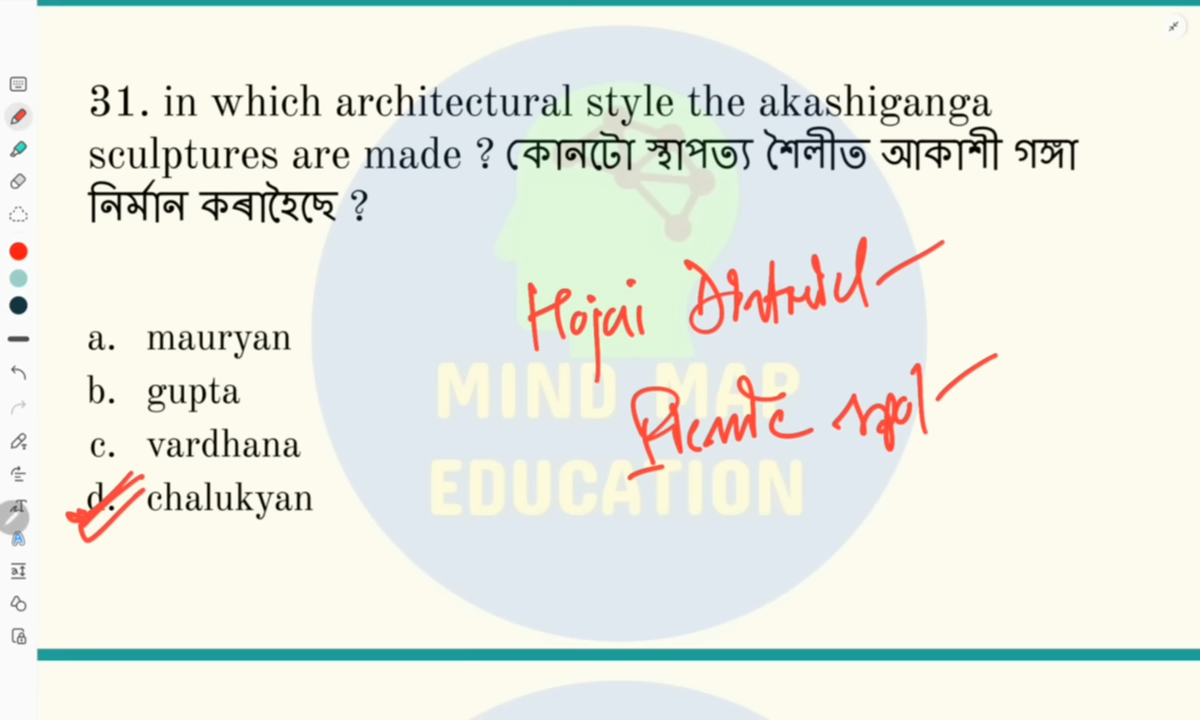 31. in which architectural style the akashiganga
sculptures are made ? কোনটো স্থাপত্য শৈলীত আকাশী গঙ্গা
নিৰ্মান কৰাহৈছে ?
Hojai District
a. mauryan
MIND MAP
b. gupta
Picnic spot
c. vardhana
EDUCATION
d. chalukyan